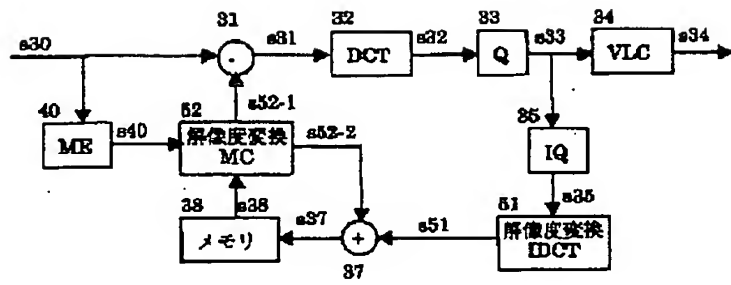 31
32
33
34
s30
-
s31
DCT
s32
Q
s33
VLC
s34
40
52
s52-1
35
ME
s40
解像度変換
MC
s52-2
IQ
38
s38
s35
51
メモリ
s37
+
s51
解像度変換
IDCT
37